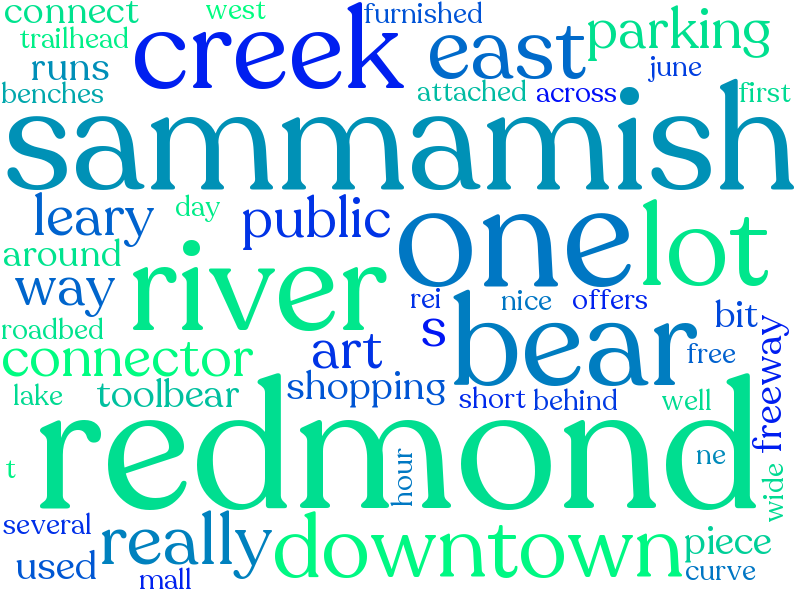 connect west furnished
trailhead creek east parking
runs june
benches attached across first
sammamish
leary day public one lot
around river
way rei nice offers
roadbed s bear bit
connector art free freeway
lake toolbear shopping short behind well
redmond
t hour ne wide
several really downtown piece
used mall curve